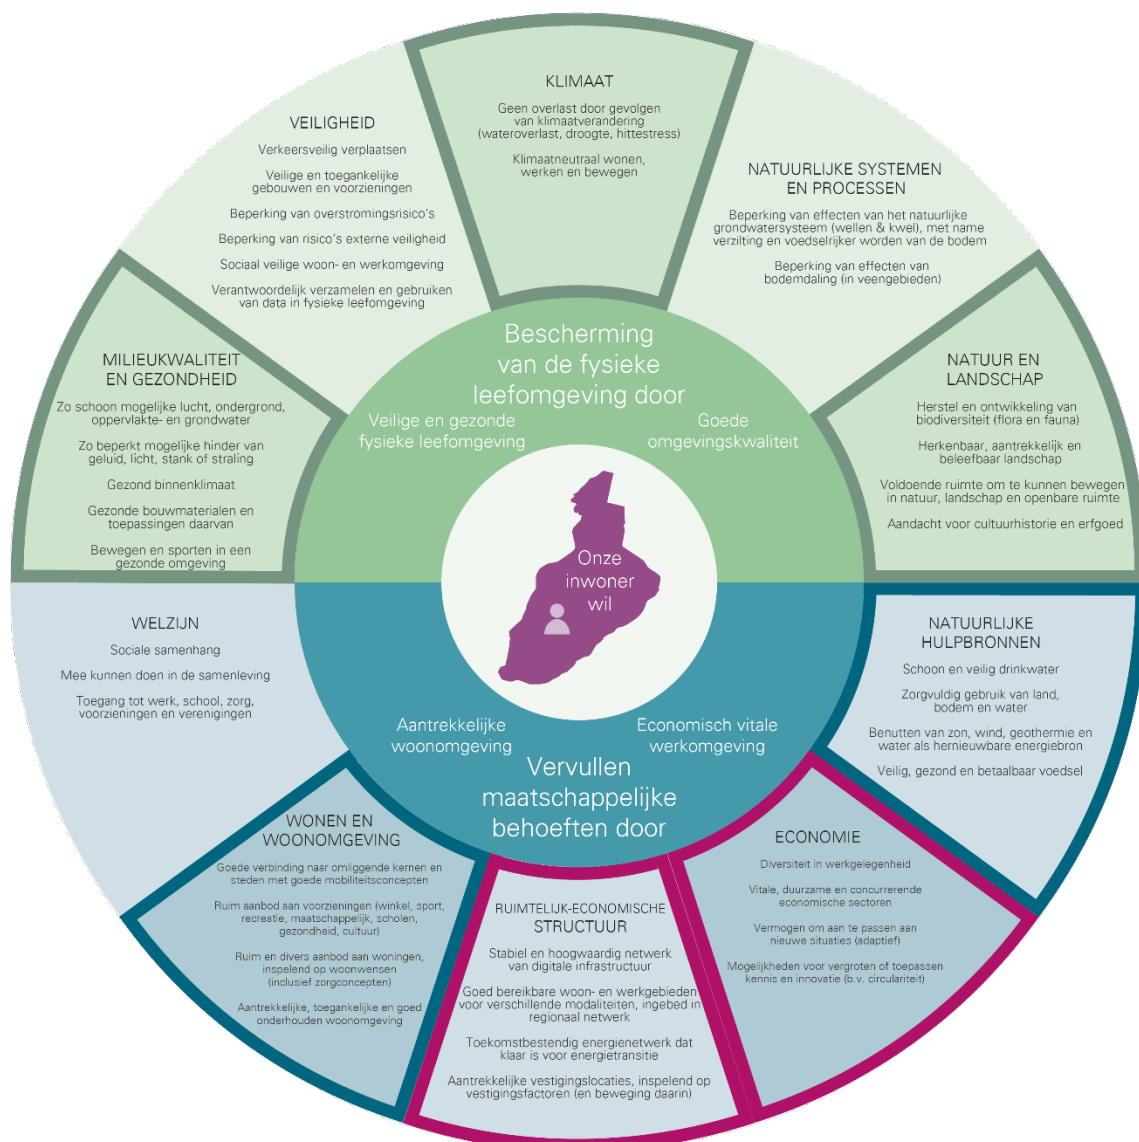 KLIMAAT
Geen overlast door gevolgen
van klimaatverandering
(wateroverlast, droogte, hittestress)
Klimaatneutraal wonen,
werken en bewegen
NATUURLIJKE SYSTEMEN
EN PROCESSEN
Beperking van effecten van het natuurlijke
grondwatersysteem (wellen & kwel), met name
verzilting en voedselrijker worden van de bodem
Beperking van effecten van
bodemdaling (in veengebieden)
NATUUR EN
LANDSCHAP
Herstel en ontwikkeling van
biodiversiteit (flora en fauna)
Herkenbaar, aantrekkelijk en
beleefbaar landschap
Voldoende ruimte om te kunnen bewegen
in natuur, landschap en openbare ruimte
Aandacht voor cultuurhistorie en erfgoed
NATUURLIJKE
HULPBRONNEN
Schoon en veilig drinkwater
Zorgvuldig gebruik van land,
bodem en water
Benutten van zon, wind, geothermie en
water als hernieuwbare energiebron
Veilig, gezond en betaalbaar voedsel
ECONOMIE
Diversiteit in werkgelegenheid
Vitale, duurzame en concurrerende
economische sectoren
Vermogen om aan te passen aan
nieuwe situaties (adaptief)
Mogelijkheden voor vergroten of toepassen
kennis en innovatie (b.v. circulariteit)
RUIMTELIJK-ECONOMISCHE
STRUCTUUR
Stabiel en hoogwaardig netwerk
van digitale infrastructuur
Goed bereikbare woon- en werkgebieden
voor verschillende modaliteiten, ingebed in
regionaal netwerk
Toekomstbestendig energienetwerk dat
klaar is voor energietransitie
Aantrekkelijke vestigingslocaties, inspelend op
vestigingsfactoren (en beweging daarin)
WONEN EN
WOONOMGEVING
Goede verbinding naar omliggende kernen en
steden met goede mobiliteitsconcepten
Ruim aanbod aan voorzieningen (winkel, sport,
recreatie, maatschappelijk, scholen,
gezondheid, cultuur)
Ruim en divers aanbod aan woningen,
inspelend op woonwensen
(inclusief zorgconcepten)
Aantrekkelijke, toegankelijke en goed
onderhouden woonomgeving
WELZIJN
Sociale samenhang
Mee kunnen doen in de samenleving
Toegang tot werk, school, zorg,
voorzieningen en verenigingen
MILIEUKWALITEIT
EN GEZONDHEID
Zo schoon mogelijke lucht, ondergrond,
oppervlakte- en grondwater
Zo beperkt mogelijke hinder van
geluid, licht, stank of straling
Gezond binnenklimaat
Gezonde bouwmaterialen en
toepassingen daarvan
Bewegen en sporten in een
gezonde omgeving
VEILIGHEID
Verkeersveilig verplaatsen
Veilige en toegankelijke
gebouwen en voorzieningen
Beperking van overstromingsrisico's
Beperking van risico's externe veiligheid
Sociaal veilige woon- en werkomgeving
Verantwoordelijk verzamelen en gebruiken
van data in fysieke leefomgeving
Bescherming
van de fysieke
leefomgeving door
Veilige en gezonde
fysieke leefomgeving
Goede
omgevingskwaliteit
Onze
inwoner
wil
Aantrekkelijke
woonomgeving
Economisch vitale
werkomgeving
Vervullen
maatschappelijke
behoeften door